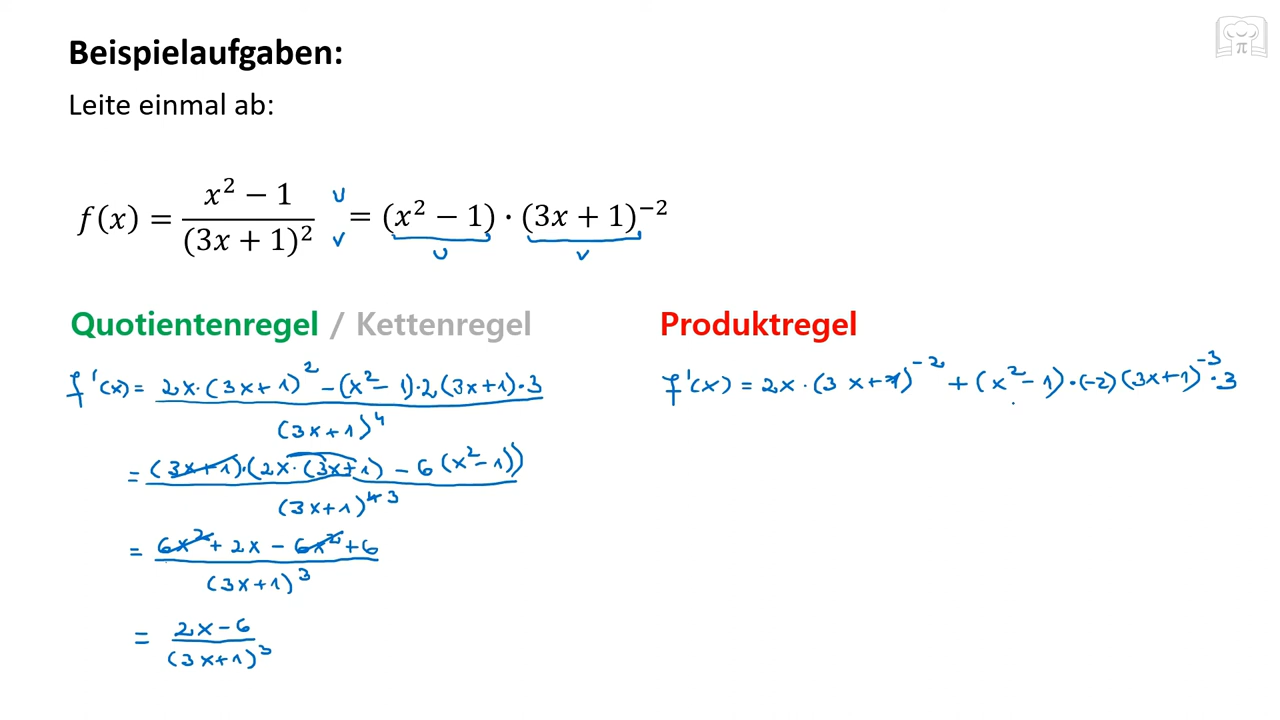 Beispielaufgaben:
Leite einmal ab:
f(x) = (x² − 1)/(3x + 1)² u v = (x² − 1) · (3x + 1)⁻²
u v
Quotientenregel / Kettenregel
f'(x) = (2x·(3x+1)² − (x² − 1)·2(3x+1)·3)/(3x+1)⁴
= ((3x+1)·(2x·(3x+1) − 6(x²−1)))/(3x+1)⁴ ³
= (6x² + 2x − 6x² + 6)/(3x+1)³
= (2x − 6)/(3x+1)³
Produktregel
f'(x) = 2x·(3x+1)⁻² + (x² − 1)·(−2)(3x+1)⁻³·3
π